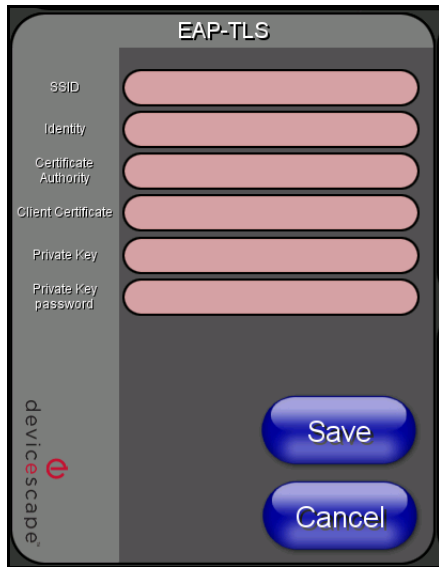 EAP-TLS
SSID
Identity
Certificate
Authority
Client Certificate
Private Key
Private Key
password
devicescape
Save
Cancel